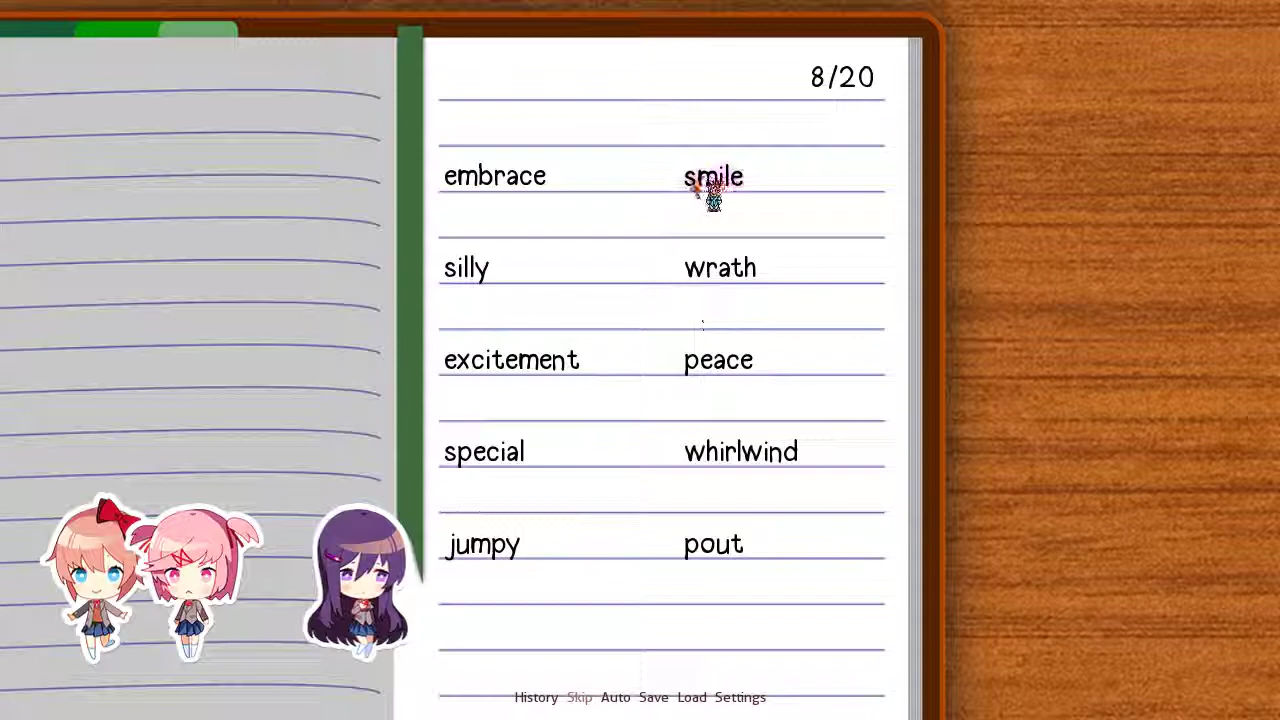 8/20
embrace smile
silly wrath
excitement peace
special whirlwind
jumpy pout
History Skip Auto Save Load Settings